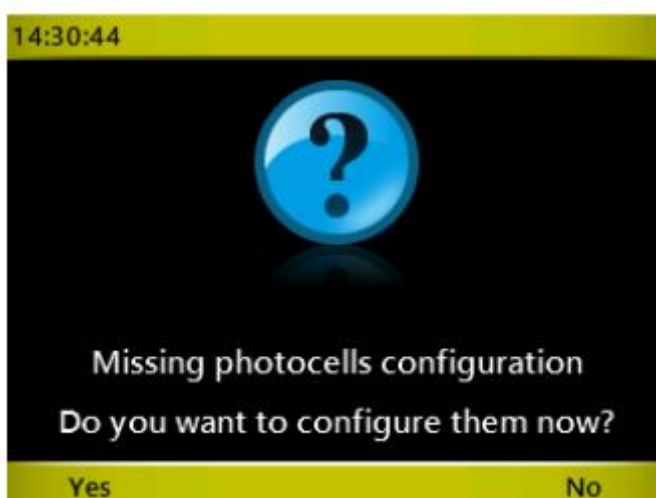 14:30:44
?
Missing photocells configuration
Do you want to configure them now?
Yes No